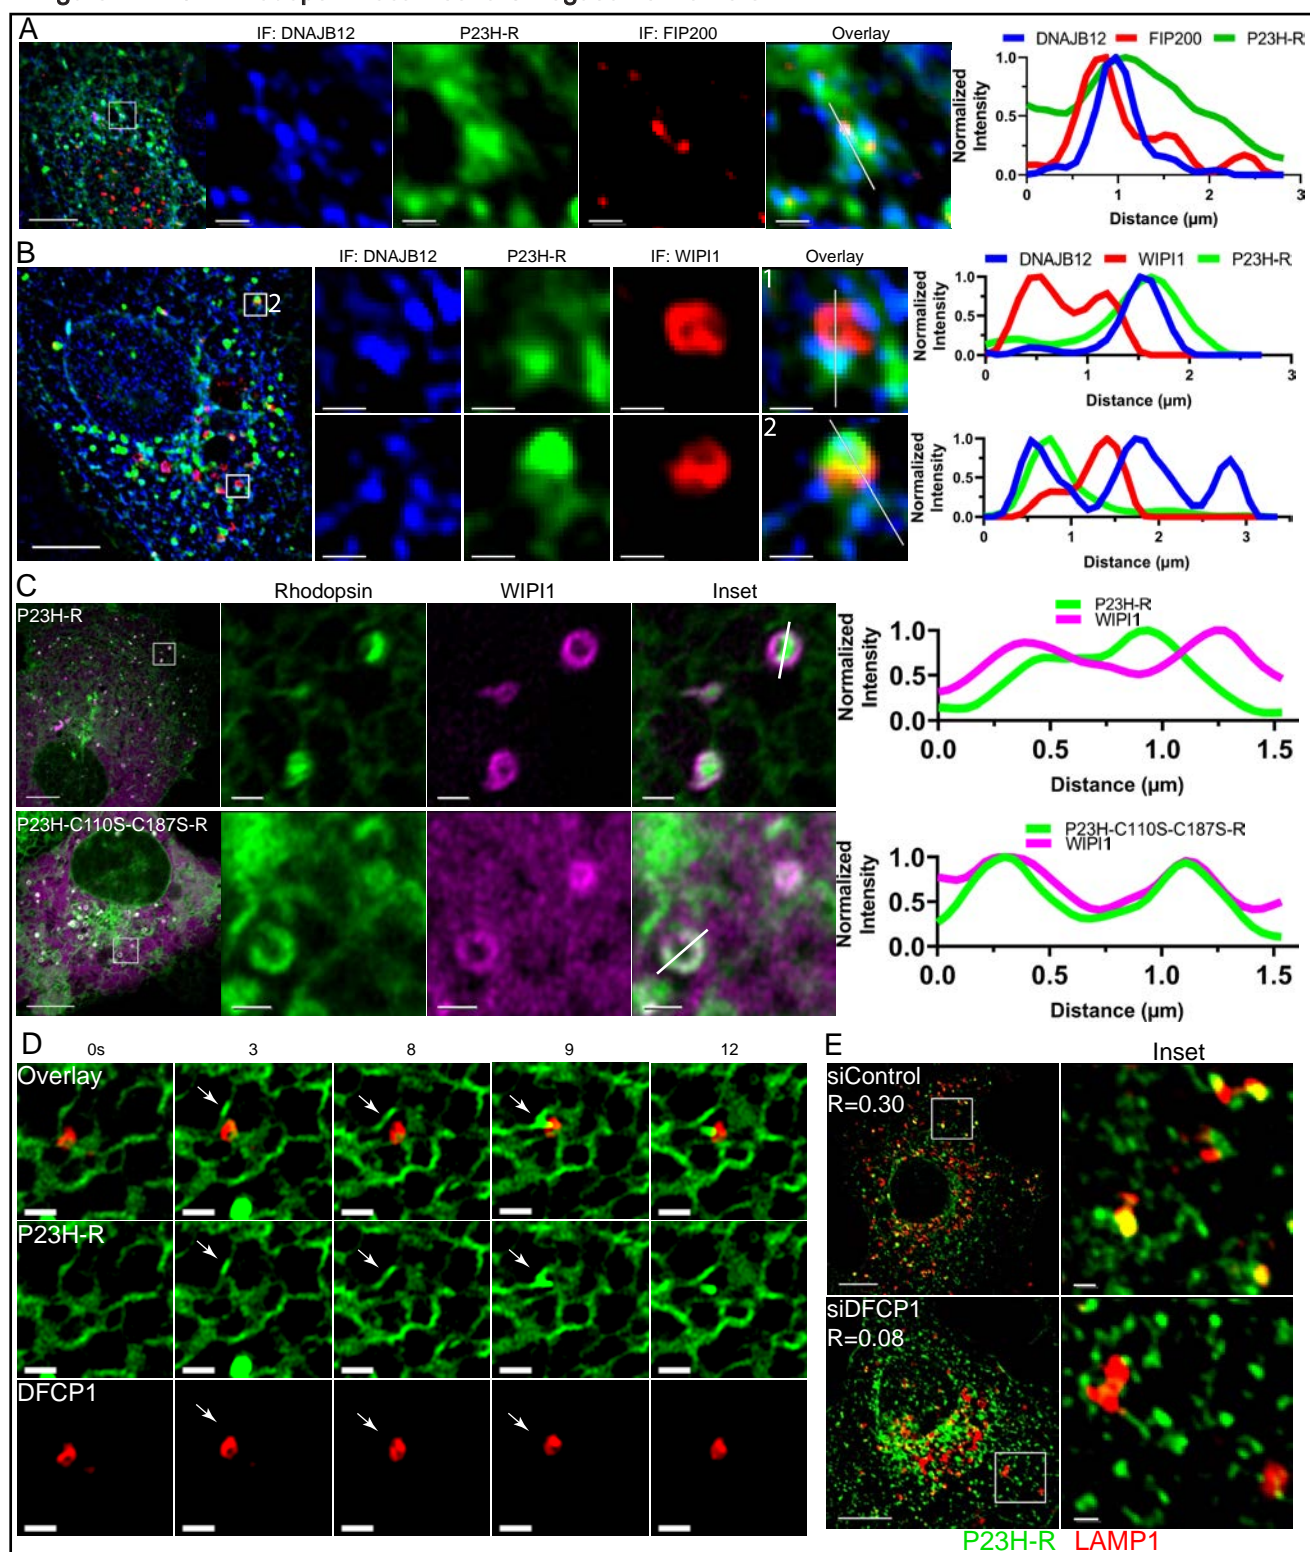 A
IF: DNAJB12 P23H-R IF: FIP200 Overlay
DNAJB12 FIP200 P23H-R
Normalized Intensity
1.0
0.5
0.0
0 1 2 3
Distance (µm)
B
IF: DNAJB12 P23H-R IF: WIPI1 Overlay
2
1
2
DNAJB12 WIPI1 P23H-R
Normalized Intensity
1.0
0.5
0.0
0 1 2 3
Distance (µm)
Normalized Intensity
1.0
0.5
0.0
0 1 2 3
Distance (µm)
C
Rhodopsin WIPI1 Inset
P23H-R
P23H-R
WIPI1
Normalized Intensity
1.0
0.5
0.0
0.0 0.5 1.0 1.5
Distance (µm)
P23H-C110S-C187S-R
P23H-C110S-C187S-R
WIPI1
Normalized Intensity
1.0
0.5
0.0
0.0 0.5 1.0 1.5
Distance (µm)
D
0s 3 8 9 12
Overlay
P23H-R
DFCP1
E
Inset
siControl
R=0.30
siDFCP1
R=0.08
P23H-R LAMP1